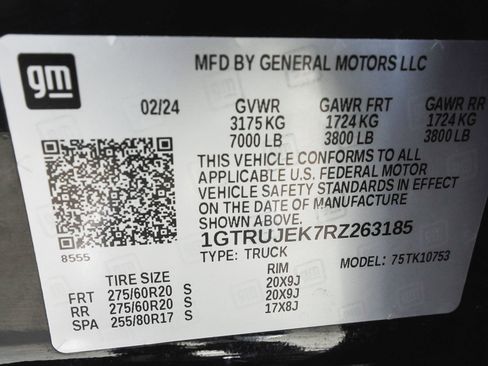 gm
MFD BY GENERAL MOTORS LLC
02/24 GVWR GAWR FRT GAWR RR
3175 KG 1724 KG 1724 KG
7000 LB 3800 LB 3800 LB
THIS VEHICLE CONFORMS TO ALL
APPLICABLE U.S. FEDERAL MOTOR
VEHICLE SAFETY STANDARDS IN EFFECT
ON THE DATE OF MANUFACTURE
SHOWN ABOVE.
8555 1GTRUJEK7RZ263185
TYPE: TRUCK MODEL: 75TK10753
TIRE SIZE RIM
FRT 275/60R20 S 20X9J
RR 275/60R20 S 20X9J
SPA 255/80R17 S 17X8J